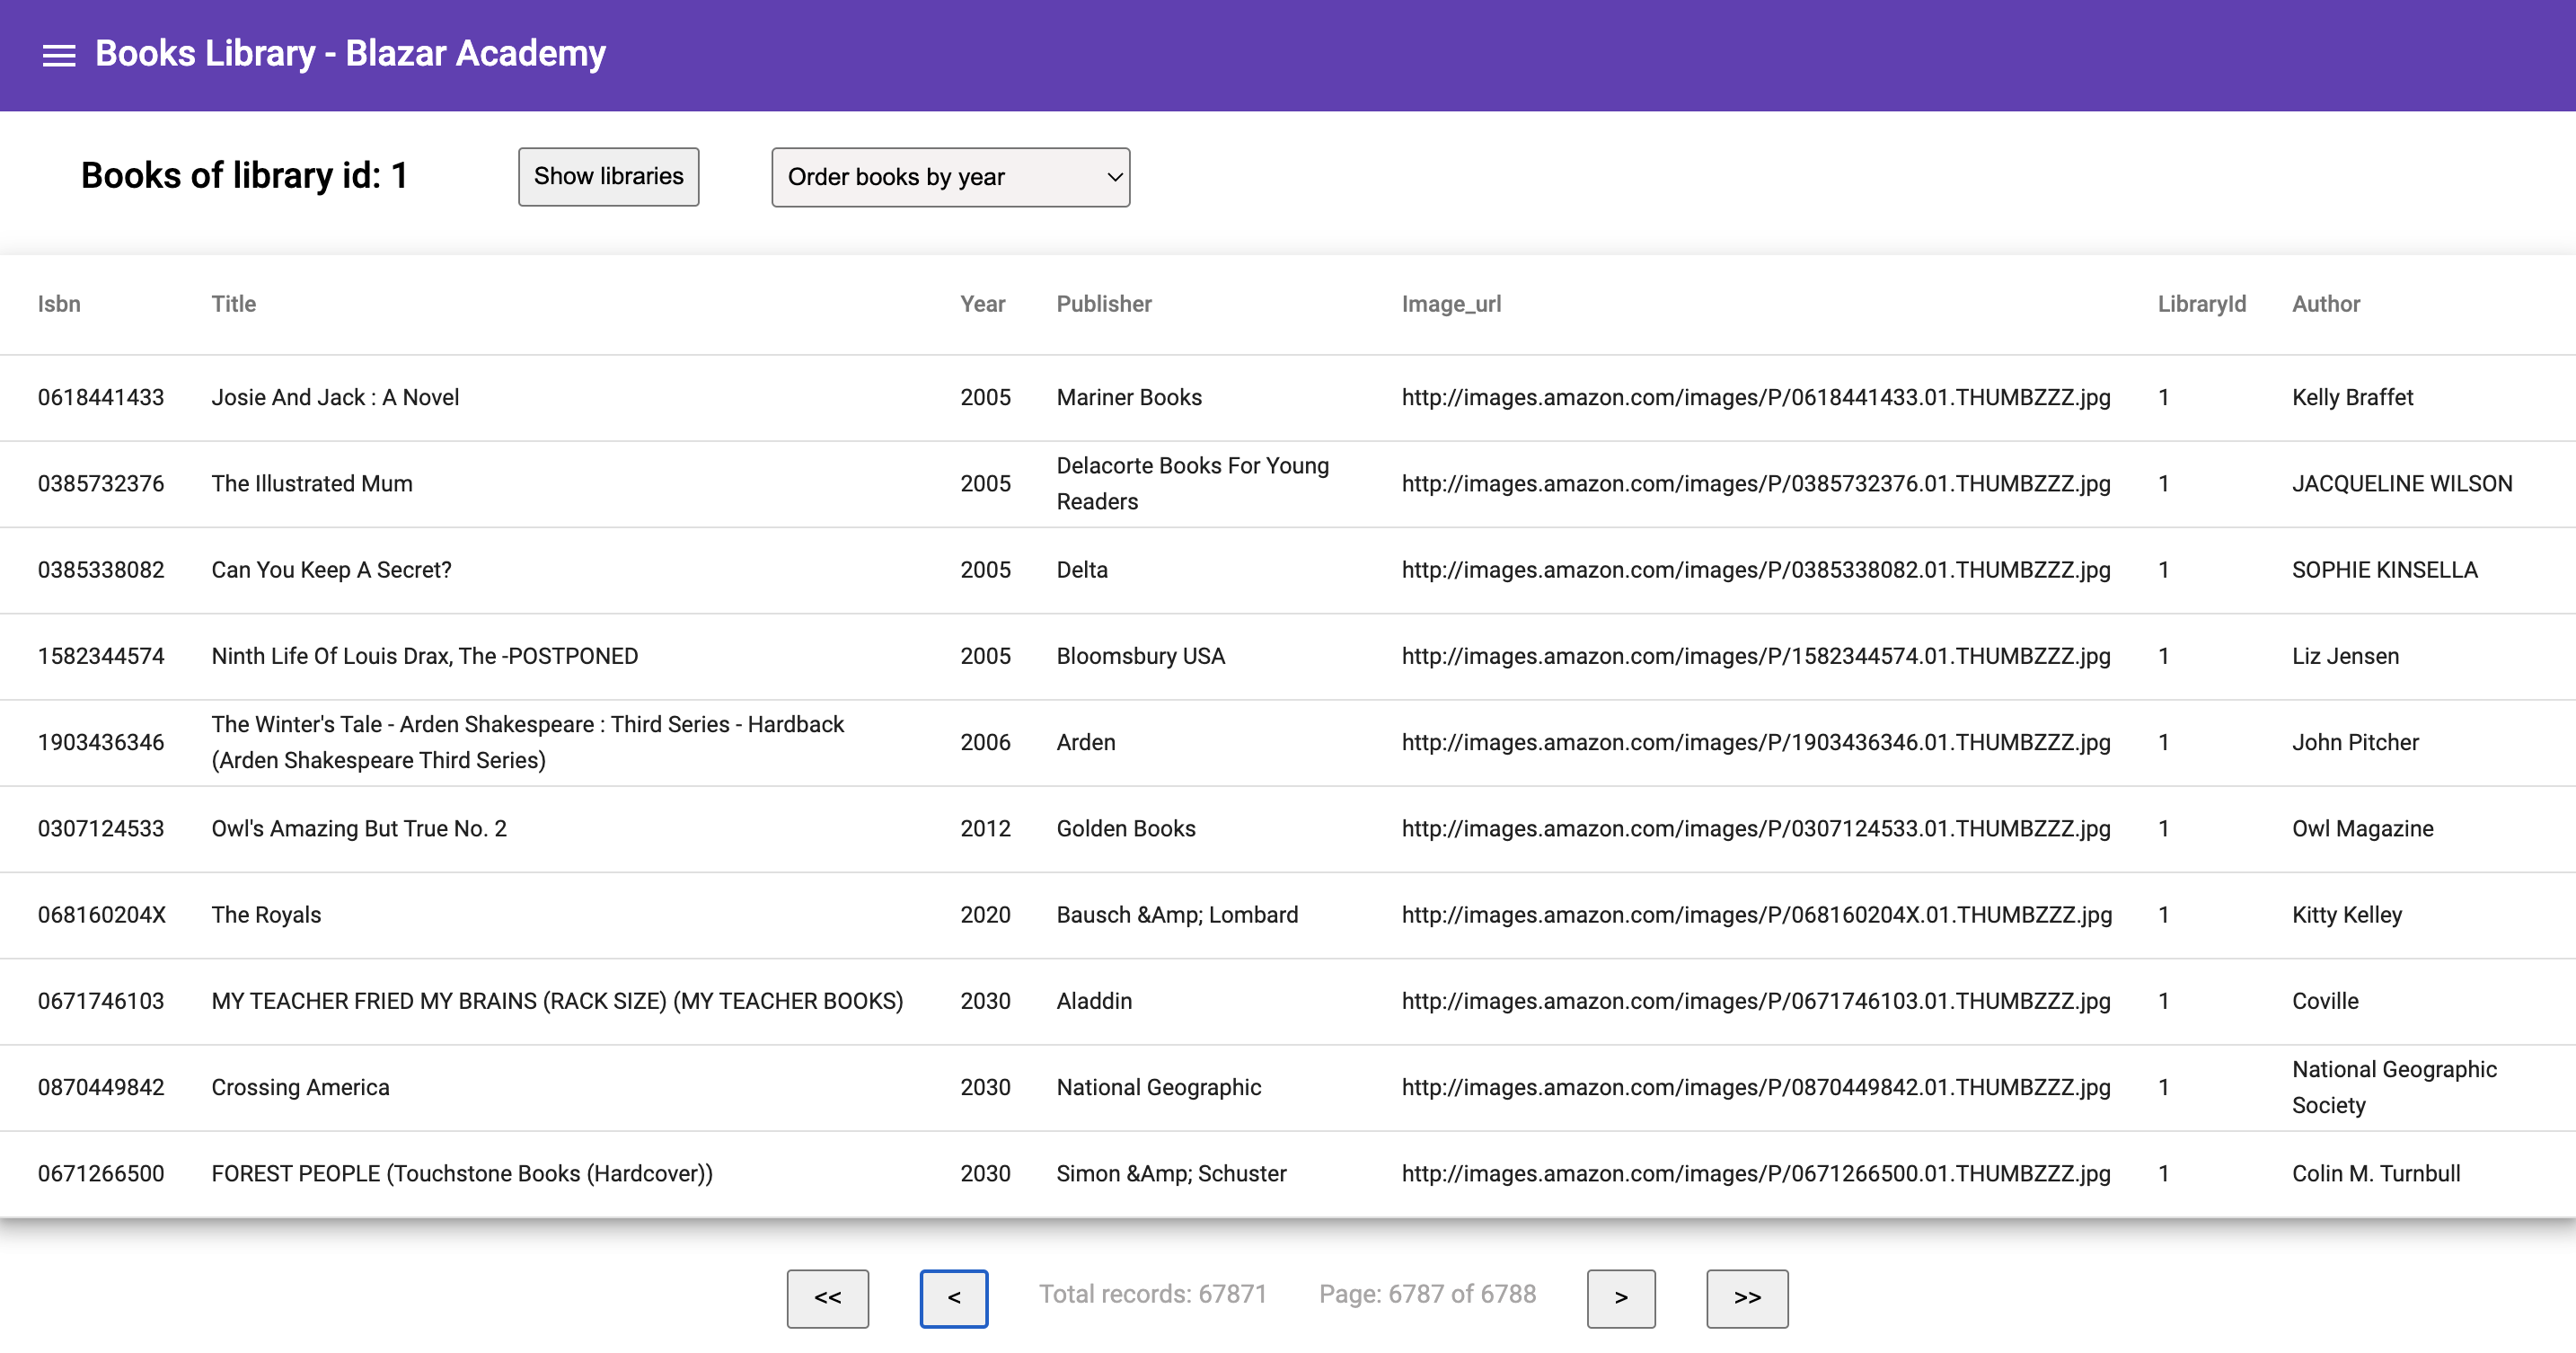 Books Library - Blazar Academy
Books of library id: 1 Show libraries Order books by year
Isbn Title Year Publisher Image_url LibraryId Author
0618441433 Josie And Jack : A Novel 2005 Mariner Books http://images.amazon.com/images/P/0618441433.01.THUMBZZZ.jpg 1 Kelly Braffet
0385732376 The Illustrated Mum 2005 Delacorte Books For Young
Readers http://images.amazon.com/images/P/0385732376.01.THUMBZZZ.jpg 1 JACQUELINE WILSON
0385338082 Can You Keep A Secret? 2005 Delta http://images.amazon.com/images/P/0385338082.01.THUMBZZZ.jpg 1 SOPHIE KINSELLA
1582344574 Ninth Life Of Louis Drax, The -POSTPONED 2005 Bloomsbury USA http://images.amazon.com/images/P/1582344574.01.THUMBZZZ.jpg 1 Liz Jensen
1903436346 The Winter's Tale - Arden Shakespeare : Third Series - Hardback
(Arden Shakespeare Third Series) 2006 Arden http://images.amazon.com/images/P/1903436346.01.THUMBZZZ.jpg 1 John Pitcher
0307124533 Owl's Amazing But True No. 2 2012 Golden Books http://images.amazon.com/images/P/0307124533.01.THUMBZZZ.jpg 1 Owl Magazine
068160204X The Royals 2020 Bausch &Amp; Lombard http://images.amazon.com/images/P/068160204X.01.THUMBZZZ.jpg 1 Kitty Kelley
0671746103 MY TEACHER FRIED MY BRAINS (RACK SIZE) (MY TEACHER BOOKS) 2030 Aladdin http://images.amazon.com/images/P/0671746103.01.THUMBZZZ.jpg 1 Coville
0870449842 Crossing America 2030 National Geographic http://images.amazon.com/images/P/0870449842.01.THUMBZZZ.jpg 1 National Geographic
Society
0671266500 FOREST PEOPLE (Touchstone Books (Hardcover)) 2030 Simon &Amp; Schuster http://images.amazon.com/images/P/0671266500.01.THUMBZZZ.jpg 1 Colin M. Turnbull
<< < Total records: 67871 Page: 6787 of 6788 > >>